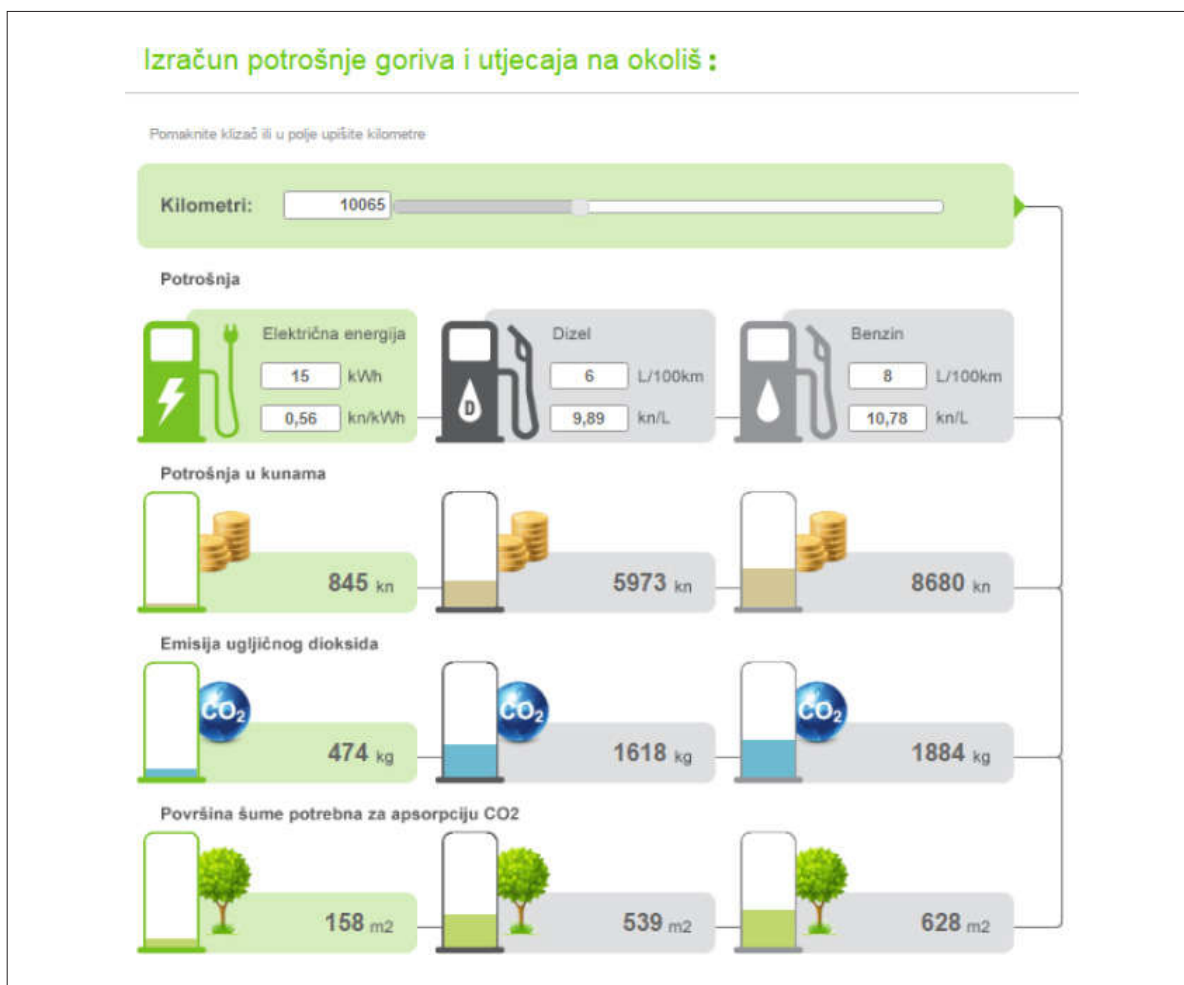 Izračun potrošnje goriva i utjecaja na okoliš :
Pomaknite klizač ili u polje upišite kilometre
Kilometri: 10065
Potrošnja
Električna energija
15 kWh
0,56 kn/kWh
Dizel
6 L/100km
9,89 kn/L
D
Benzin
8 L/100km
10,78 kn/L
Potrošnja u kunama
845 kn
5973 kn
8680 kn
Emisija ugljičnog dioksida
CO2
474 kg
CO2
1618 kg
CO2
1884 kg
Površina šume potrebna za apsorpciju CO2
158 m2
539 m2
628 m2